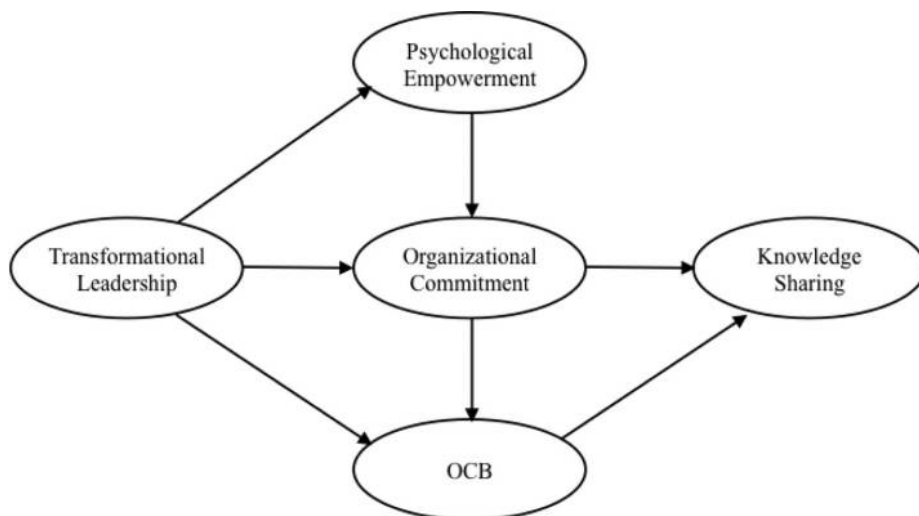 Psychological
Empowerment
Transformational
Leadership
Organizational
Commitment
Knowledge
Sharing
OCB